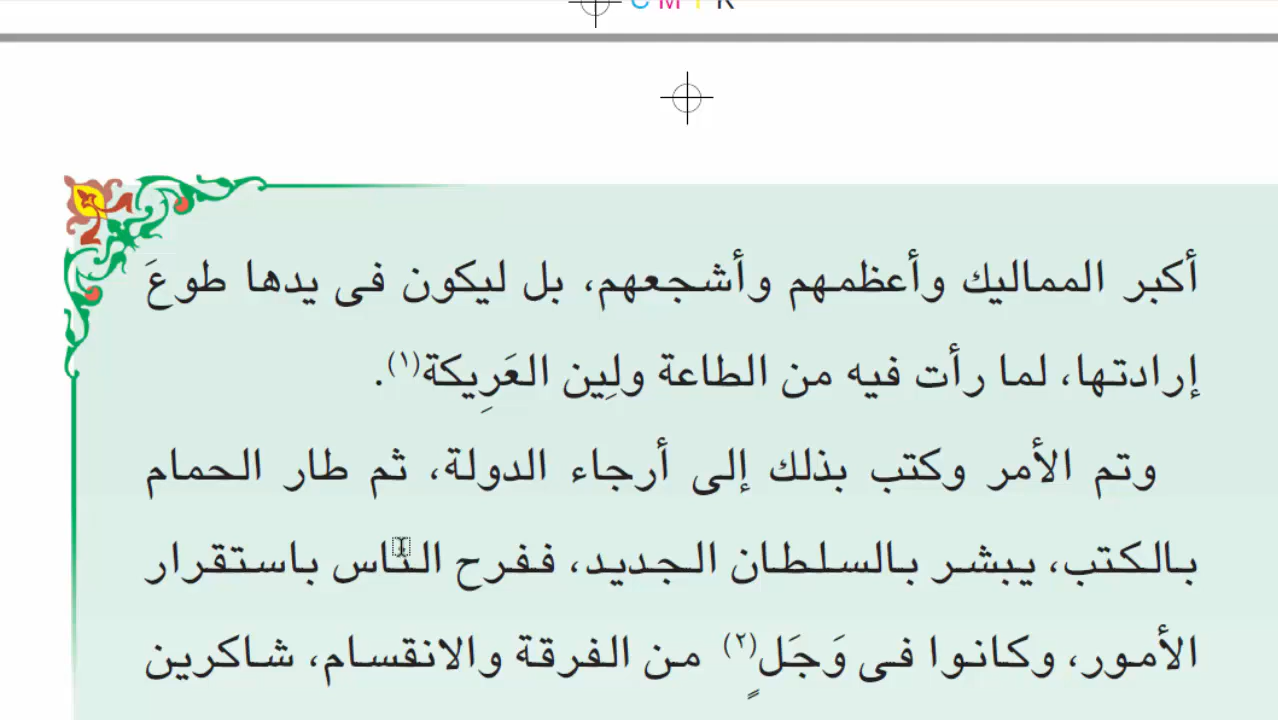 C M Y K
أكبر المماليك وأعظمهم وأشجعهم، بل ليكون فى يدها طوعَ
إرادتها، لما رأت فيه من الطاعة ولِين العَرِيكة(١).
وتم الأمر وكتب بذلك إلى أرجاء الدولة، ثم طار الحمام
بالكتب، يبشر بالسلطان الجديد، ففرح الناس باستقرار
الأمور، وكانوا فى وَجَلٍ(٢) من الفرقة والانقسام، شاكرين